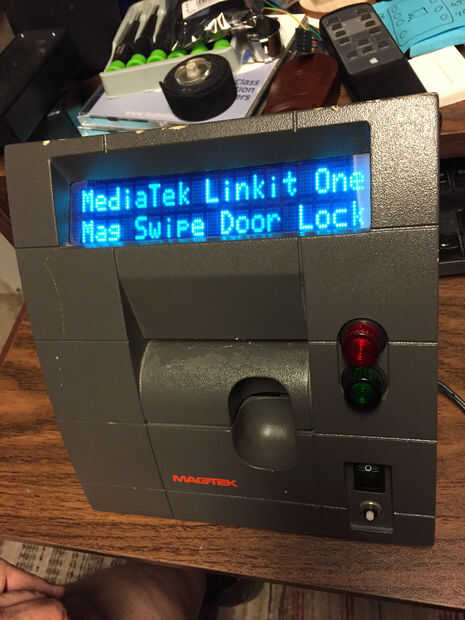 MediaTek Linkit One
Mag Swipe Door Lock
MAGTEK